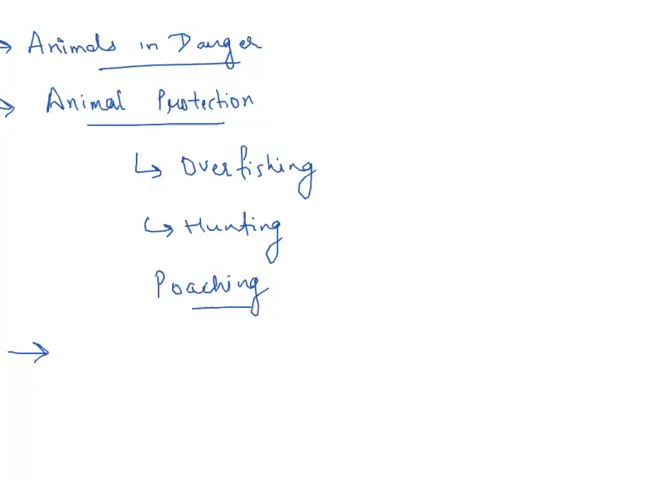 → Animals in Danger
→ Animal Protection
↳ Overfishing
↳ Hunting
Poaching
→